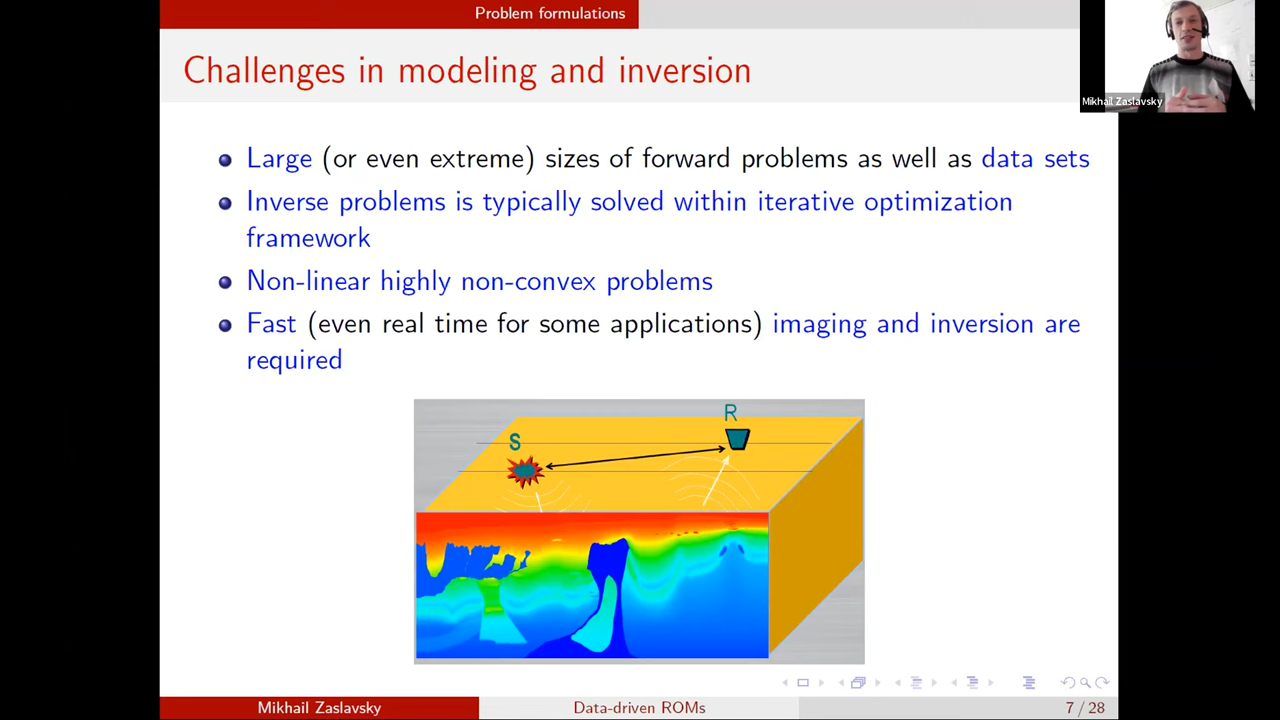 Problem formulations
Challenges in modeling and inversion
Mikhail Zaslavsky
Large (or even extreme) sizes of forward problems as well as data sets
Inverse problems is typically solved within iterative optimization
framework
Non-linear highly non-convex problems
Fast (even real time for some applications) imaging and inversion are
required
R
S
Mikhail Zaslavsky
Data-driven ROMs
7 / 28